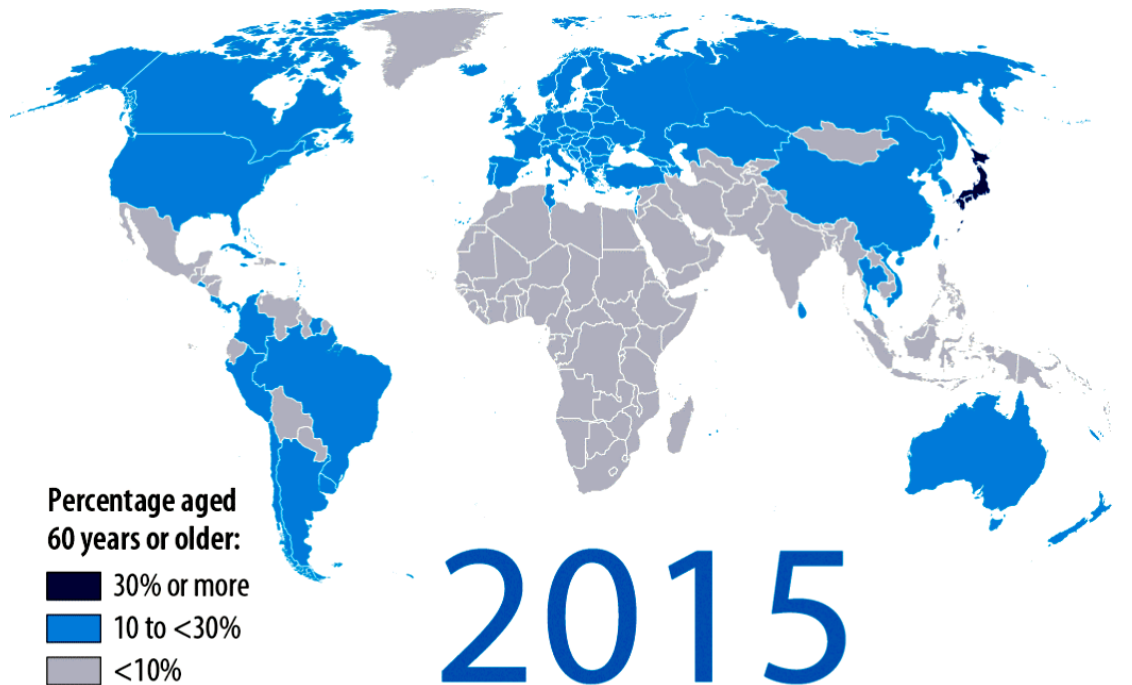 Percentage aged
60 years or older:
30% or more
10 to <30%
<10%
2015